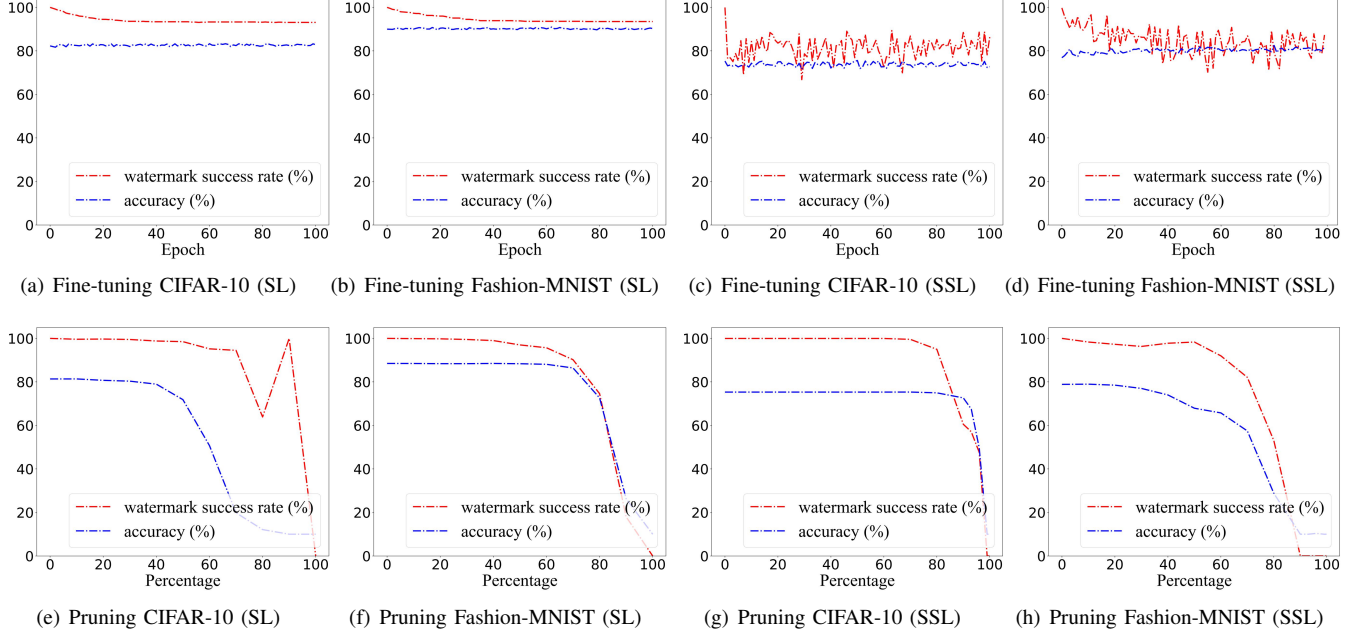 100
80
60
40
20
0
watermark success rate (%)
accuracy (%)
0 20 40 60 80 100
Epoch
(a) Fine-tuning CIFAR-10 (SL)
100
80
60
40
20
0
watermark success rate (%)
accuracy (%)
0 20 40 60 80 100
Epoch
(b) Fine-tuning Fashion-MNIST (SL)
100
80
60
40
20
0
watermark success rate (%)
accuracy (%)
0 20 40 60 80 100
Epoch
(c) Fine-tuning CIFAR-10 (SSL)
100
80
60
40
20
0
watermark success rate (%)
accuracy (%)
0 20 40 60 80 100
Epoch
(d) Fine-tuning Fashion-MNIST (SSL)
100
80
60
40
20
0
watermark success rate (%)
accuracy (%)
0 20 40 60 80 100
Percentage
(e) Pruning CIFAR-10 (SL)
100
80
60
40
20
0
watermark success rate (%)
accuracy (%)
0 20 40 60 80 100
Percentage
(f) Pruning Fashion-MNIST (SL)
100
80
60
40
20
0
watermark success rate (%)
accuracy (%)
0 20 40 60 80 100
Percentage
(g) Pruning CIFAR-10 (SSL)
100
80
60
40
20
0
watermark success rate (%)
accuracy (%)
0 20 40 60 80 100
Percentage
(h) Pruning Fashion-MNIST (SSL)